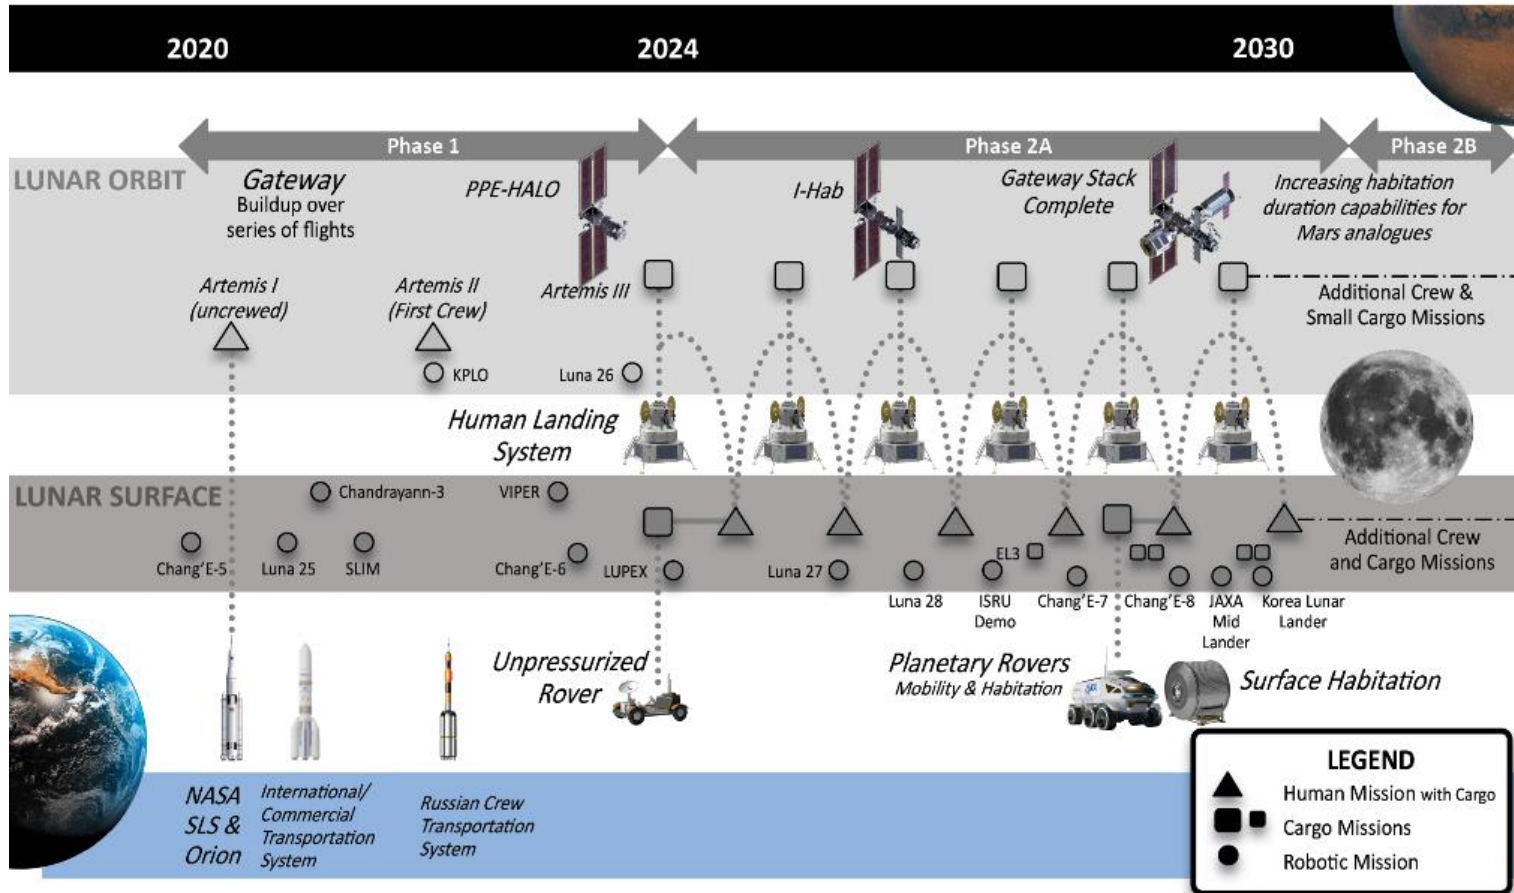 2020
2024
2030
Phase 1
Phase 2A
Phase 2B
LUNAR ORBIT
Gateway
Buildup over
series of flights
PPE-HALO
I-Hab
Gateway Stack
Complete
Increasing habitation
duration capabilities for
Mars analogues
Artemis I
(uncrewed)
Artemis II
(First Crew)
Artemis III
Additional Crew &
Small Cargo Missions
KPLO
Luna 26
Human Landing
System
LUNAR SURFACE
Chandrayann-3
VIPER
Chang'E-5
Luna 25
SLIM
Chang'E-6
LUPEX
Luna 27
Luna 28
ISRU
Demo
EL3
Chang'E-7
Chang'E-8
JAXA
Mid
Lander
Korea Lunar
Lander
Additional Crew
and Cargo Missions
Unpressurized
Rover
Planetary Rovers
Mobility & Habitation
Surface Habitation
NASA
SLS &
Orion
International/
Commercial
Transportation
System
Russian Crew
Transportation
System
LEGEND
Human Mission with Cargo
Cargo Missions
Robotic Mission